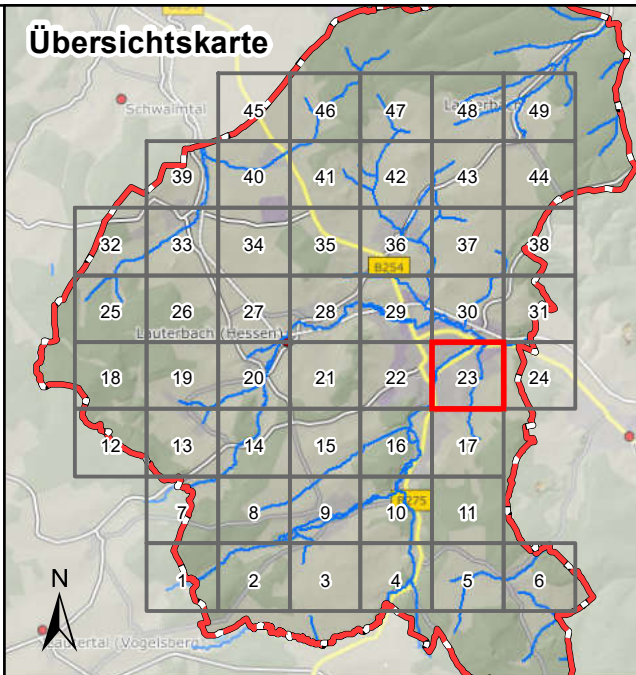 Übersichtskarte
Schwalmtal
45 46 47 48 49
39 40 41 42 43 44
32 33 34 35 36 37 38
B254
25 26 27 28 29 30 31
Lauterbach (Hessen)
18 19 20 21 22 23 24
12 13 14 15 16 17
B275
7 8 9 10 11
1 2 3 4 5 6
N
Lautertal (Vogelsberg)